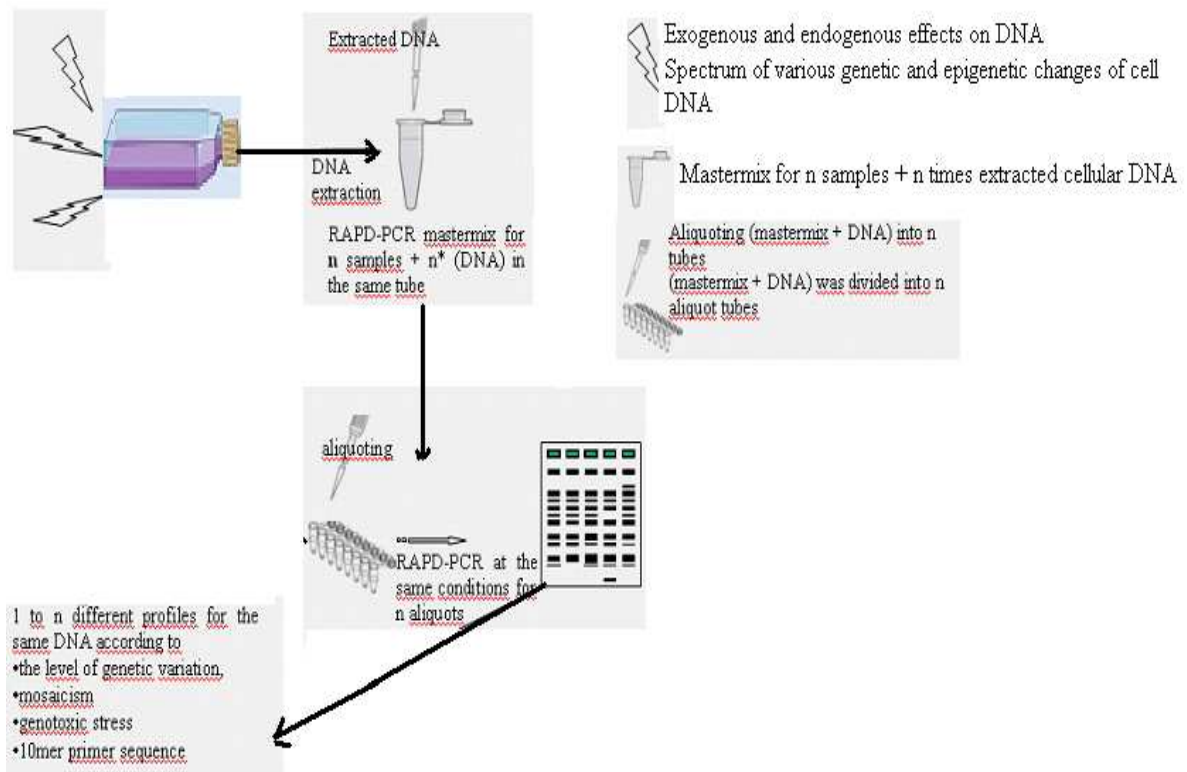 Extracted DNA
DNA
extraction
RAPD-PCR mastermix for
n samples + n* (DNA) in
the same tube
Exogenous and endogenous effects on DNA
Spectrum of various genetic and epigenetic changes of cell
DNA
Mastermix for n samples + n times extracted cellular DNA
Aliquoting (mastermix + DNA) into n
tubes
(mastermix + DNA) was divided into n
aliquot tubes
aliquoting
RAPD-PCR at the
same conditions for
n aliquots
1 to n different profiles for the
same DNA according to
•the level of genetic variation,
•mosaicism
•genotoxic stress
•10mer primer sequence